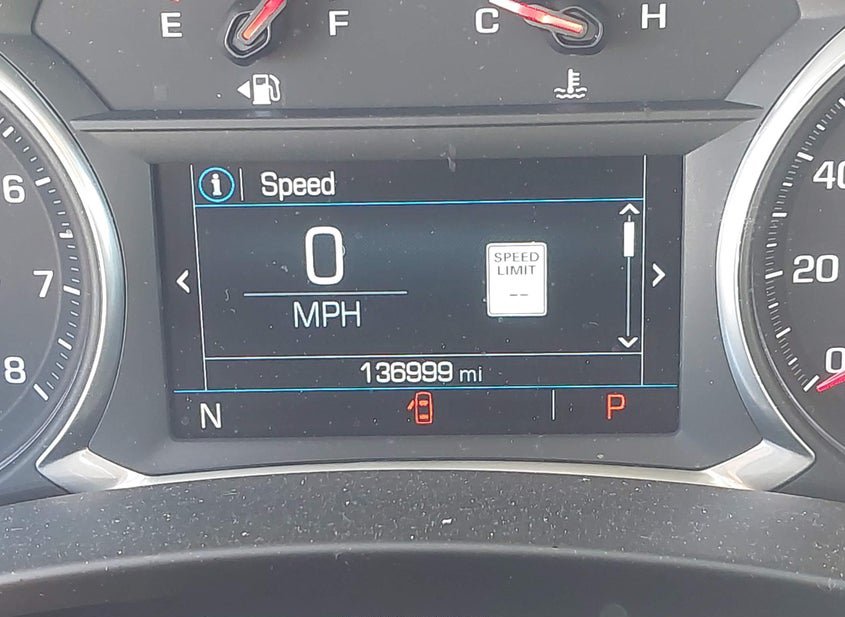 E F C H
Speed
0
MPH
SPEED
LIMIT
--
136999 mi
N P
6
7
8
40
20
0